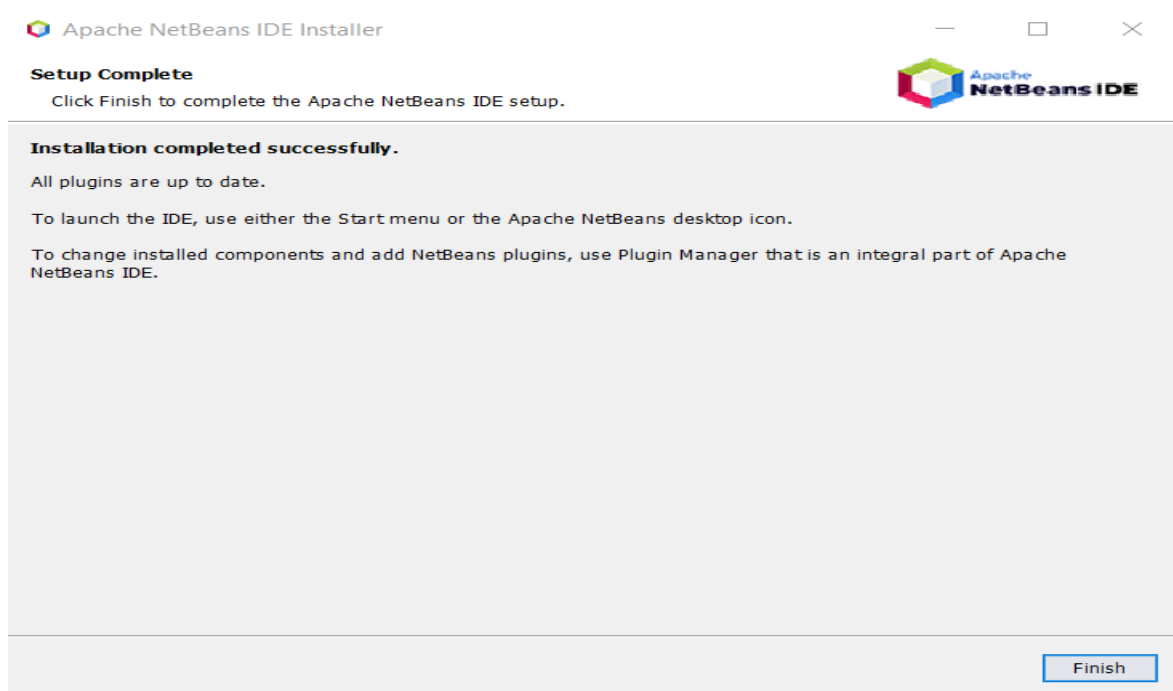 Apache NetBeans IDE Installer
Setup Complete
Click Finish to complete the Apache NetBeans IDE setup.
Apache
NetBeans IDE
Installation completed successfully.
All plugins are up to date.
To launch the IDE, use either the Start menu or the Apache NetBeans desktop icon.
To change installed components and add NetBeans plugins, use Plugin Manager that is an integral part of Apache
NetBeans IDE.
Finish